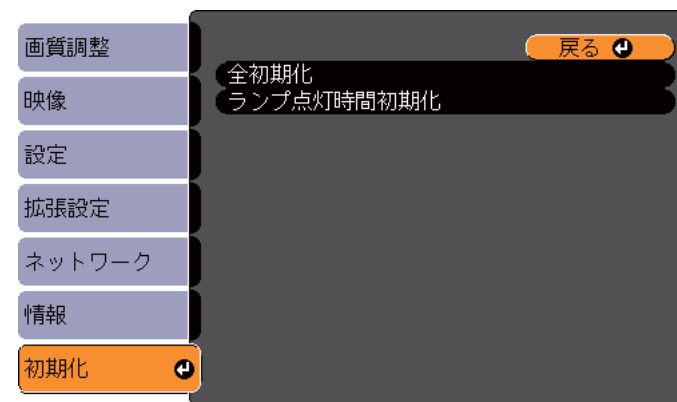 画質調整
映像
設定
拡張設定
ネットワーク
情報
初期化
戻る
全初期化
ランプ点灯時間初期化